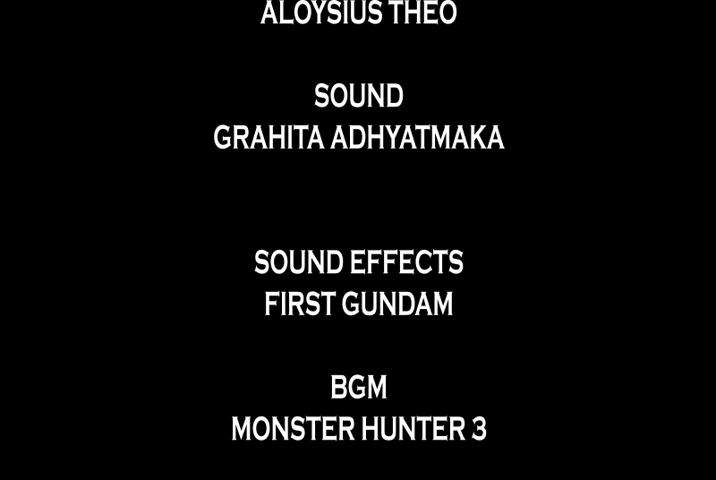 ALOYSIUS THEO
SOUND
GRAHITA ADHYATMAKA
SOUND EFFECTS
FIRST GUNDAM
BGM
MONSTER HUNTER 3